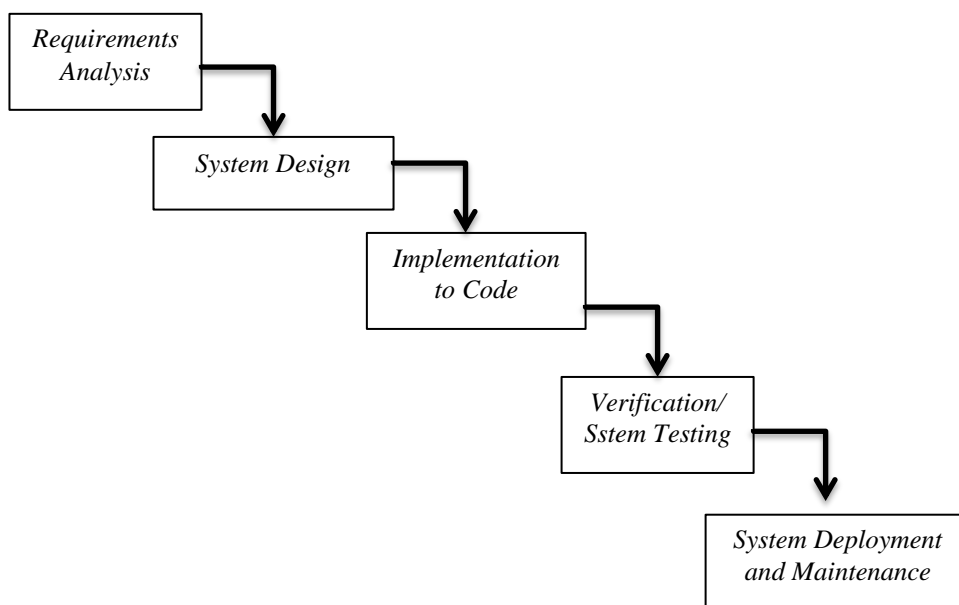 Requirements
Analysis
System Design
Implementation
to Code
Verification/
Sstem Testing
System Deployment
and Maintenance